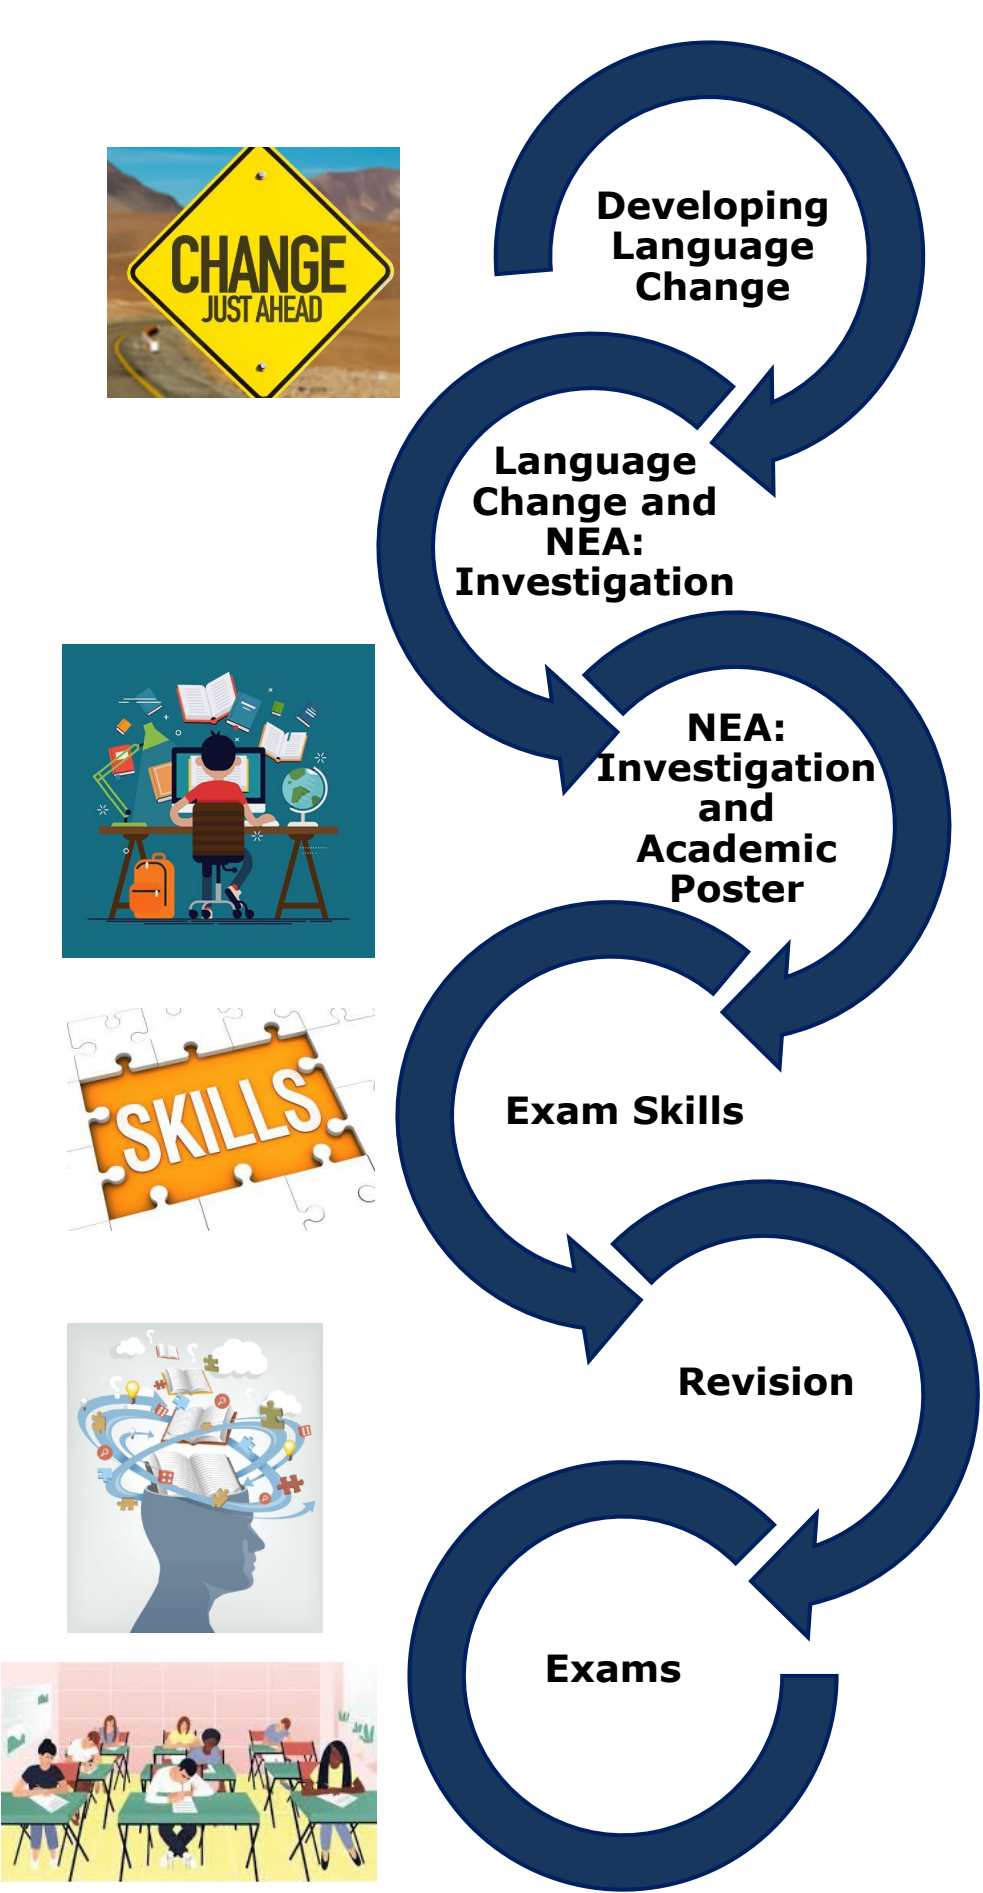 CHANGE
JUST AHEAD
Developing
Language
Change
Language
Change and
NEA:
Investigation
NEA:
Investigation
and
Academic
Poster
SKILLS
Exam Skills
Revision
Exams